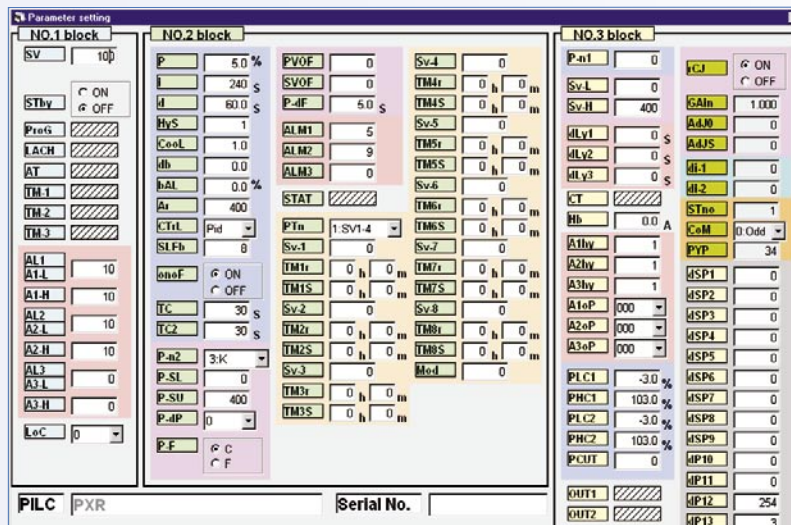 Parameter setting
NO.1 block
SV 100
STby ON
OFF
ProG
LACH
AT
TM-1
TM-2
TM-3
AL1
A1-L 10
A1-H 10
AL2
A2-L 10
A2-H 10
AL3
A3-L 10
A3-H 10
LoC 0
NO.2 block
P 5.0 %
i 240 S
d 60.0 S
HyS 1
CooL 1.0
db 0.0
bAL 0.0 %
Ar 400
CTrL Pid
SLFb 8
onoF ON
OFF
TC 30 S
TC2 30 S
P-n2 3:K
P-SL 0
P-SU 400
P-dP 0
P-F C
F
PVOF 0
SVOF 0
P-dF 5.0 S
ALM1 5
ALM2 9
ALM3 0
STAT
PTn 1:SV1-4
Sv-1 0
TM1r 0 h 0 m
TM1S 0 h 0 m
Sv-2 0
TM2r 0 h 0 m
TM2S 0 h 0 m
Sv-3 0
TM3r 0 h 0 m
TM3S 0 h 0 m
Sv-4 0
TM4r 0 h 0 m
TM4S 0 h 0 m
Sv-5 0
TM5r 0 h 0 m
TM5S 0 h 0 m
Sv-6 0
TM6r 0 h 0 m
TM6S 0 h 0 m
Sv-7 0
TM7r 0 h 0 m
TM7S 0 h 0 m
Sv-8 0
TM8r 0 h 0 m
TM8S 0 h 0 m
Mod 0
NO.3 block
P-n1 0
Sv-L 0
Sv-H 400
dLy1 0 S
dLy2 0 S
dLy3 0 S
CT
Hb 0.0 A
A1hy 1
A2hy 1
A3hy 1
A1oP 000
A2oP 000
A3oP 000
PLC1 -3.0 %
PHC1 103.0 %
PLC2 -3.0 %
PHC2 103.0 %
PCUT 0
OUT1
OUT2
rCJ ON
OFF
GAIn 1.000
AdJ0 0
AdJS 0
di-1 0
di-2 0
STno 1
CoM 0:Odd
PYP 34
dSP1 0
dSP2 0
dSP3 0
dSP4 0
dSP5 0
dSP6 0
dSP7 0
dSP8 0
dSP9 0
dP10 0
dP11 0
dP12 254
dP13 3
PILC PXR Serial No.